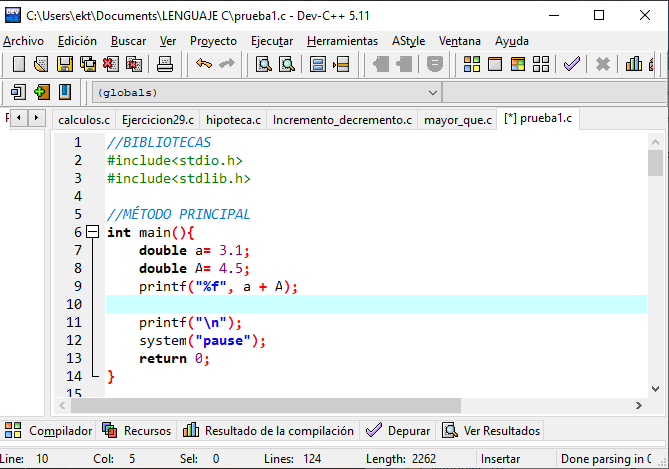 C:\Users\ekt\Documents\LENGUAJE C\prueba1.c - Dev-C++ 5.11
Archivo Edición Buscar Ver Proyecto Ejecutar Herramientas AStyle Ventana Ayuda
(globals)
calculos.c Ejercicion29.c hipoteca.c Incremento_decremento.c mayor_que.c [*] prueba1.c
1 //BIBLIOTECAS
2 #include<stdio.h>
3 #include<stdlib.h>
4
5 //MÉTODO PRINCIPAL
6 int main(){
7 double a= 3.1;
8 double A= 4.5;
9 printf("%f", a + A);
10
11 printf("\n");
12 system("pause");
13 return 0;
14 }
15
Compilador Recursos Resultado de la compilación Depurar Ver Resultados
Line: 10 Col: 5 Sel: 0 Lines: 124 Length: 2262 Insertar Done parsing in